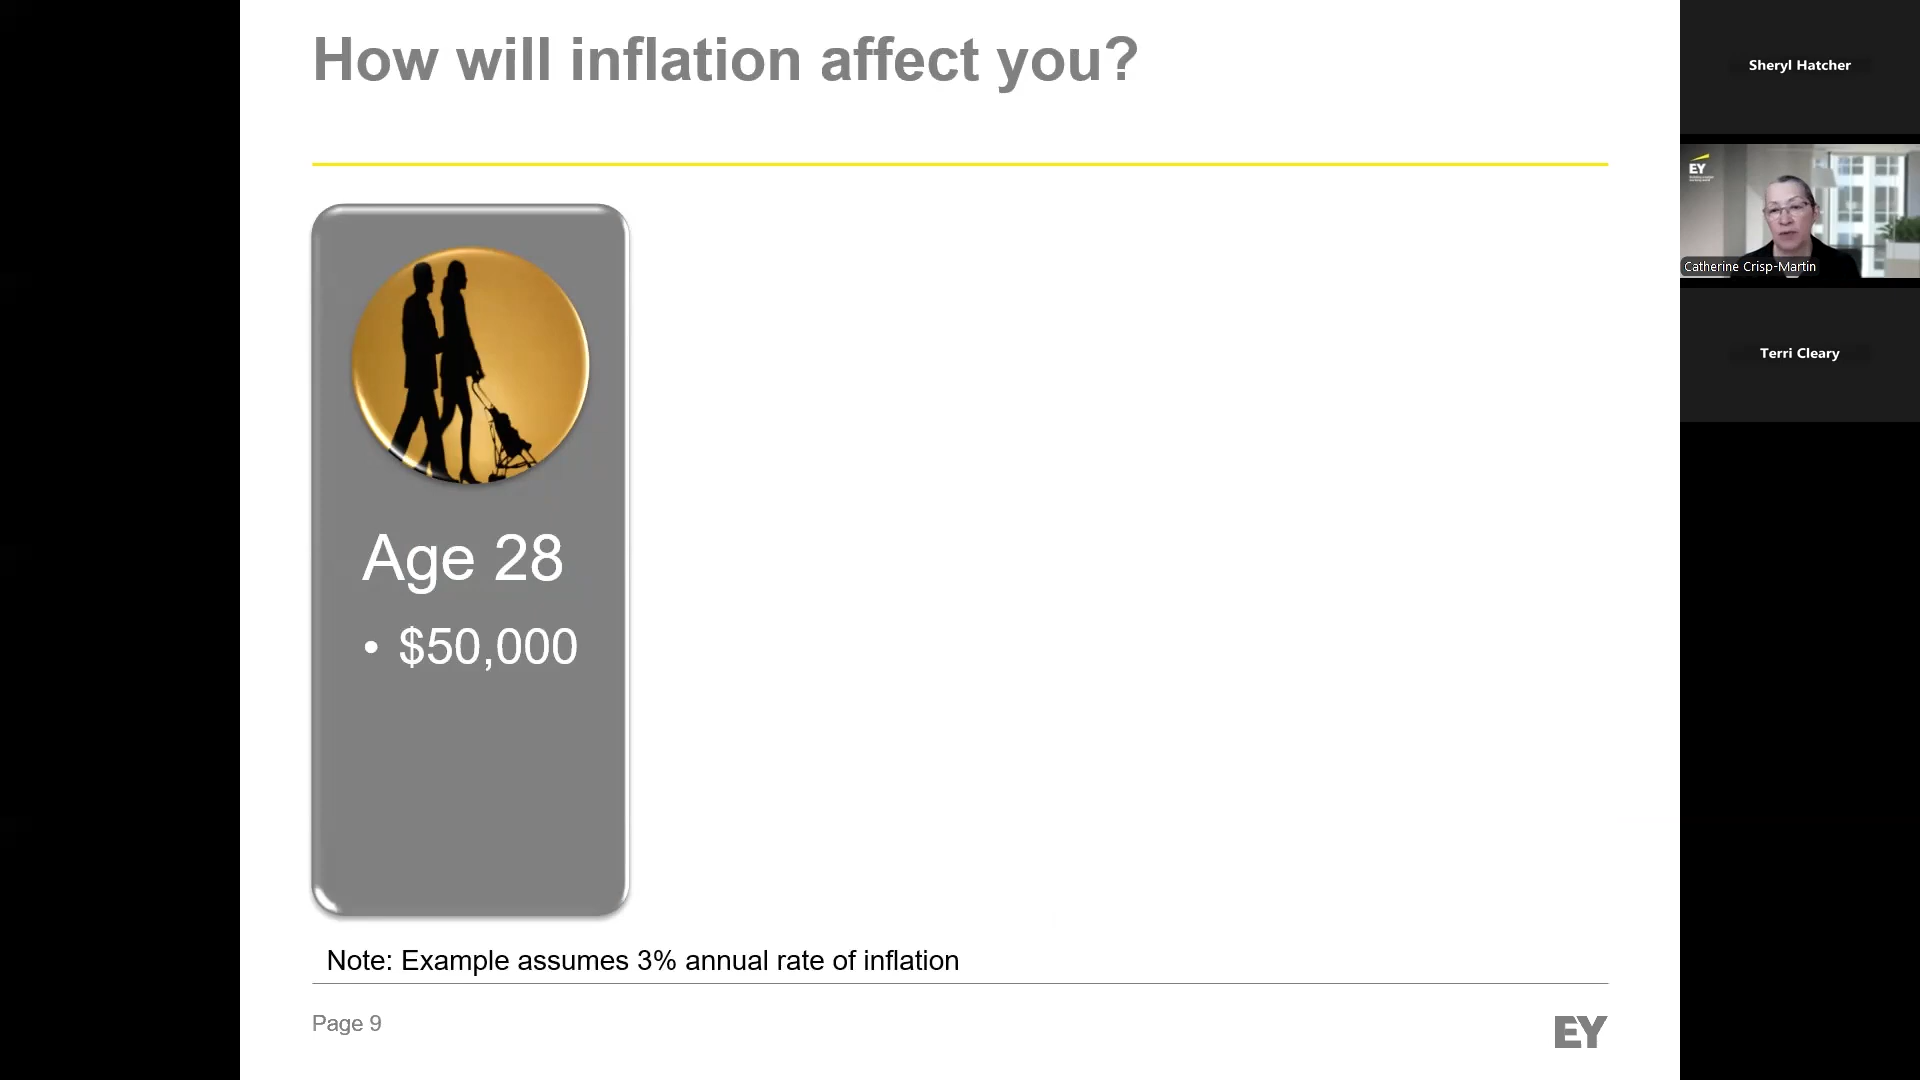 How will inflation affect you?
Sheryl Hatcher
EY
Catherine Crisp-Martin
Terri Cleary
Age 28
• $50,000
Note: Example assumes 3% annual rate of inflation
Page 9
EY